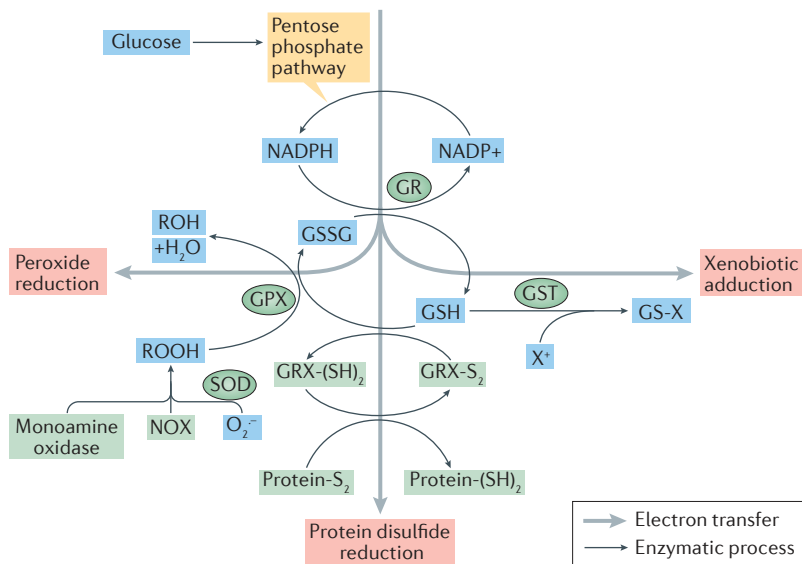 Glucose
Pentose
phosphate
pathway
NADPH
NADP+
GR
ROH
+H₂O
GSSG
Peroxide
reduction
Xenobiotic
adduction
GPX
GSH
GST
GS-X
X⁺
ROOH
GRX-(SH)₂
GRX-S₂
SOD
Monoamine
oxidase
NOX
O₂·⁻
Protein-S₂
Protein-(SH)₂
Protein disulfide
reduction
Electron transfer
Enzymatic process